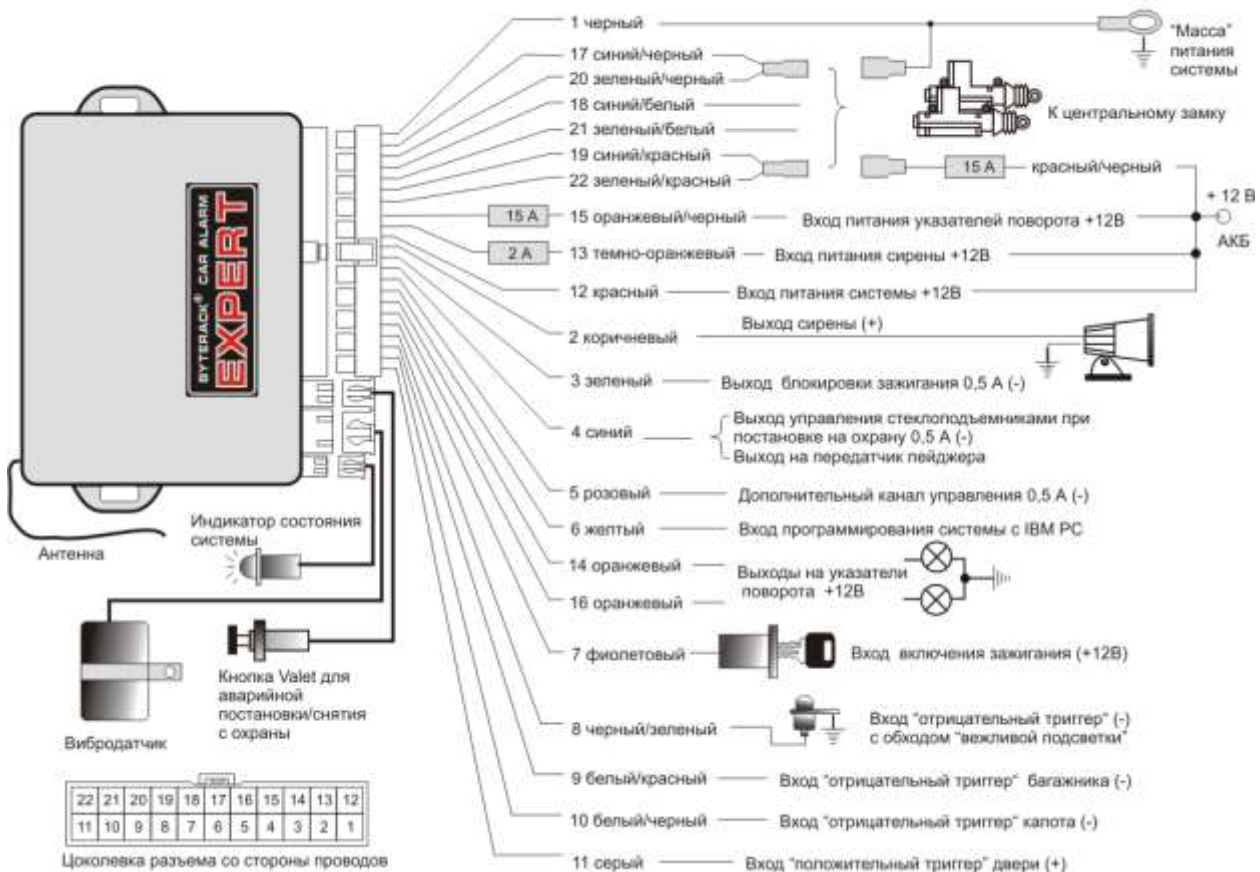 1 черный
"Масса"
питания
системы
17 синий/черный
20 зеленый/черный
18 синий/белый
21 зеленый/белый
К центральному замку
19 синий/красный
22 зеленый/красный
15 А
красный/черный
+ 12 В
АКБ
15 А
15 оранжевый/черный
Вход питания указателей поворота +12В
2 А
13 темно-оранжевый
Вход питания сирены +12В
12 красный
Вход питания системы +12В
2 коричневый
Выход сирены (+)
3 зеленый
Выход блокировки зажигания 0,5 А (-)
4 синий
Выход управления стеклоподъемниками при
постановке на охрану 0,5 А (-)
Выход на передатчик пейджера
5 розовый
Дополнительный канал управления 0,5 А (-)
6 желтый
Вход программирования системы с IBM PC
14 оранжевый
16 оранжевый
Выходы на указатели
поворота +12В
7 фиолетовый
Вход включения зажигания (+12В)
8 черный/зеленый
Вход "отрицательный триггер" (-)
с обходом "вежливой подсветки"
9 белый/красный
Вход "отрицательный триггер" багажника (-)
10 белый/черный
Вход "отрицательный триггер" капота (-)
11 серый
Вход "положительный триггер" двери (+)
BYTERACK® CAR ALARM
EXPERT
Антенна
Индикатор состояния
системы
Вибродатчик
Кнопка Valet для
аварийной
постановки/снятия
с охраны
22 21 20 19 18 17 16 15 14 13 12
11 10 9 8 7 6 5 4 3 2 1
Цоколевка разъема со стороны проводов